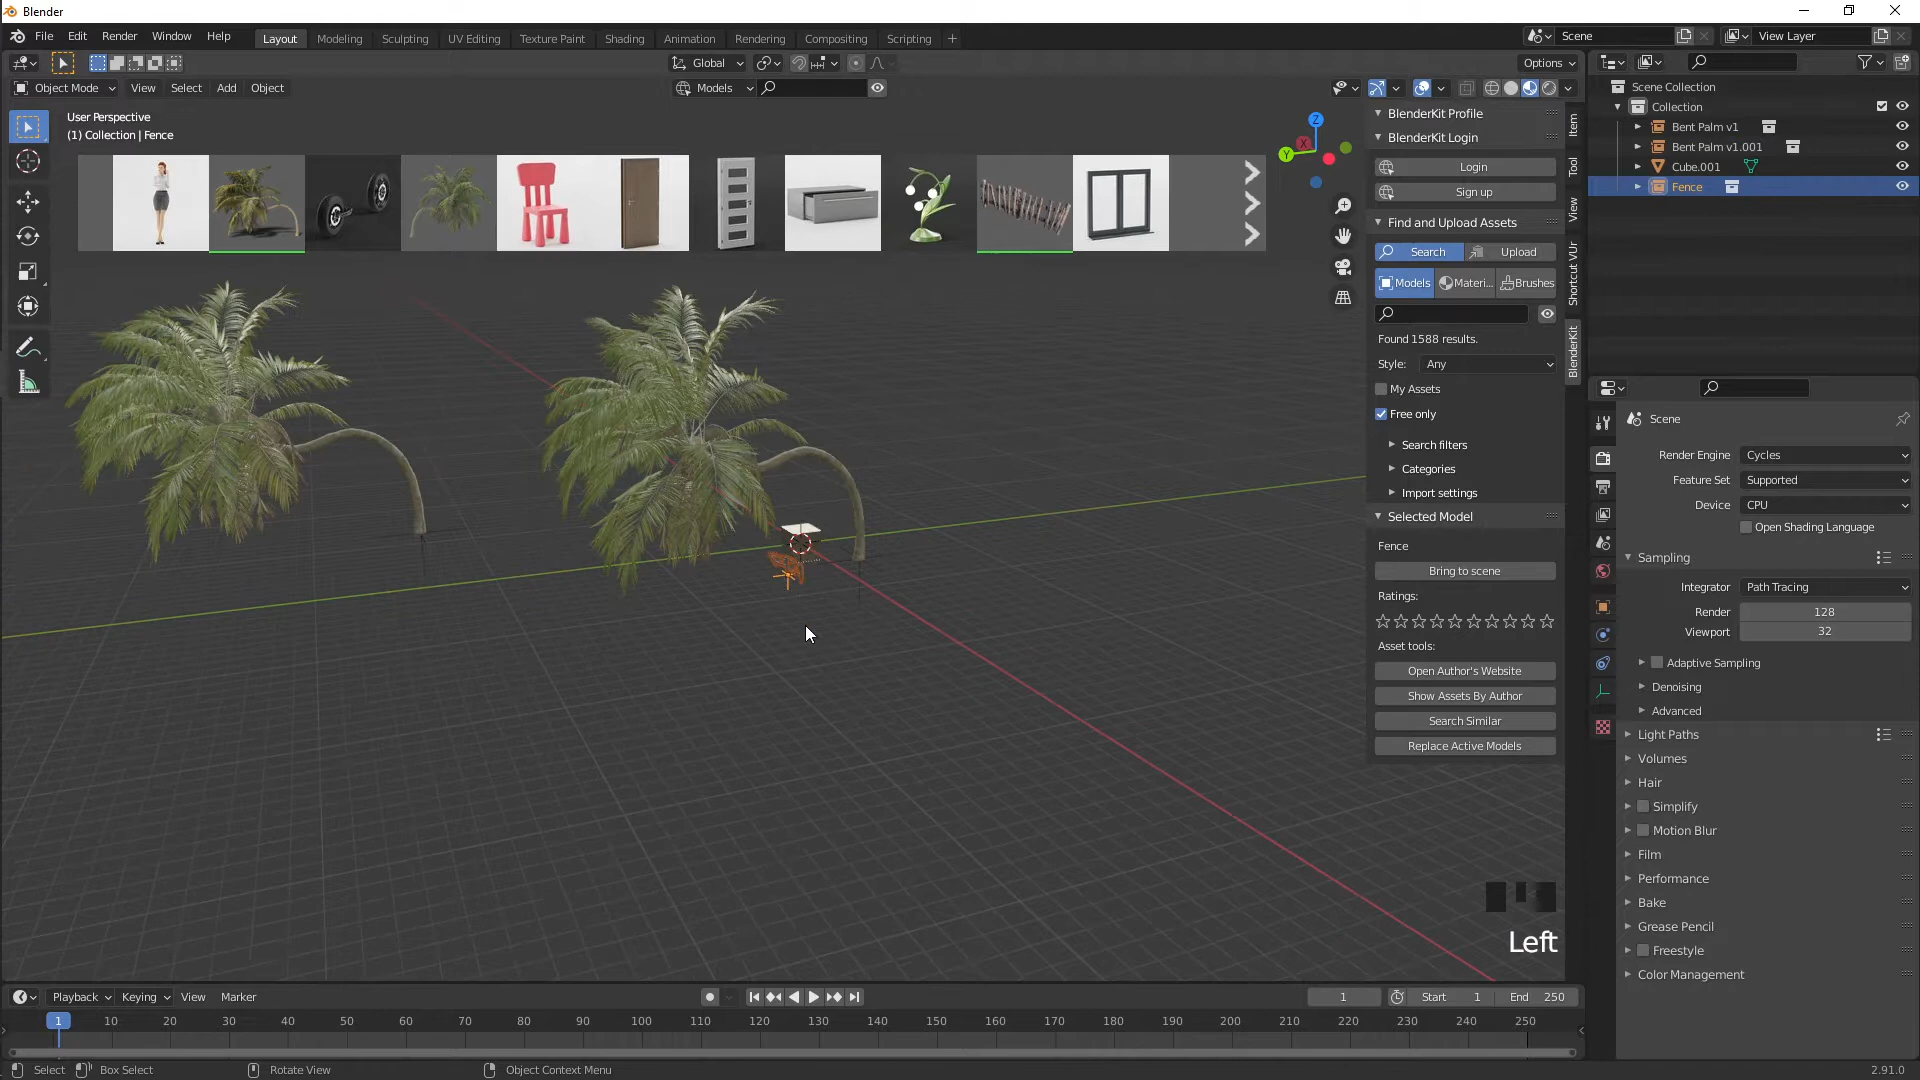 Blender
File Edit Render Window Help Layout Modeling Sculpting UV Editing Texture Paint Shading Animation Rendering Compositing Scripting + Scene View Layer
Global Options
Object Mode View Select Add Object Models
User Perspective
(1) Collection | Fence
Z
X
Y
BlenderKit Profile
BlenderKit Login
Login
Sign up
Find and Upload Assets
Search Upload
Models Materi... Brushes
Found 1588 results.
Style: Any
My Assets
Free only
Search filters
Categories
Import settings
Selected Model
Fence
Bring to scene
Ratings:
Asset tools:
Open Author's Website
Show Assets By Author
Search Similar
Replace Active Models
Item
Tool
View
Shortcut VUr
BlenderKit
Scene Collection
Collection
Bent Palm v1
Bent Palm v1.001
Cube.001
Fence
Scene
Render Engine Cycles
Feature Set Supported
Device CPU
Open Shading Language
Sampling
Integrator Path Tracing
Render 128
Viewport 32
Adaptive Sampling
Denoising
Advanced
Light Paths
Volumes
Hair
Simplify
Motion Blur
Film
Performance
Bake
Grease Pencil
Freestyle
Color Management
Left
Playback Keying View Marker 1 Start 1 End 250
1 10 20 30 40 50 60 70 80 90 100 110 120 130 140 150 160 170 180 190 200 210 220 230 240 250
Select Box Select Rotate View Object Context Menu 2.91.0